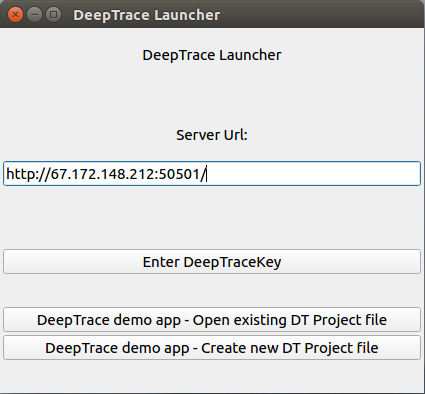 DeepTrace Launcher
DeepTrace Launcher
Server Url:
http://67.172.148.212:50501/
Enter DeepTraceKey
DeepTrace demo app - Open existing DT Project file
DeepTrace demo app - Create new DT Project file